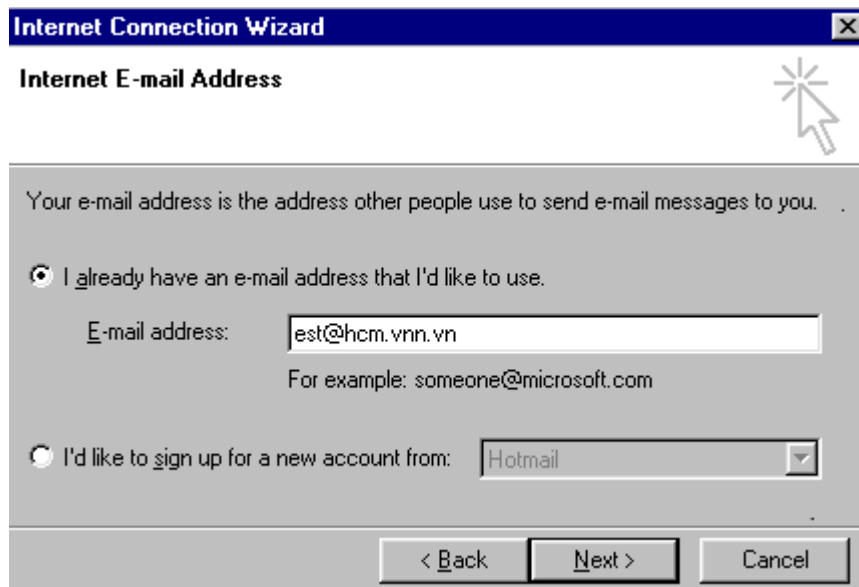 Internet Connection Wizard
Internet E-mail Address
Your e-mail address is the address other people use to send e-mail messages to you.
I already have an e-mail address that I'd like to use.
E-mail address: est@hcm.vnn.vn
For example: someone@microsoft.com
I'd like to sign up for a new account from: Hotmail
< Back Next > Cancel